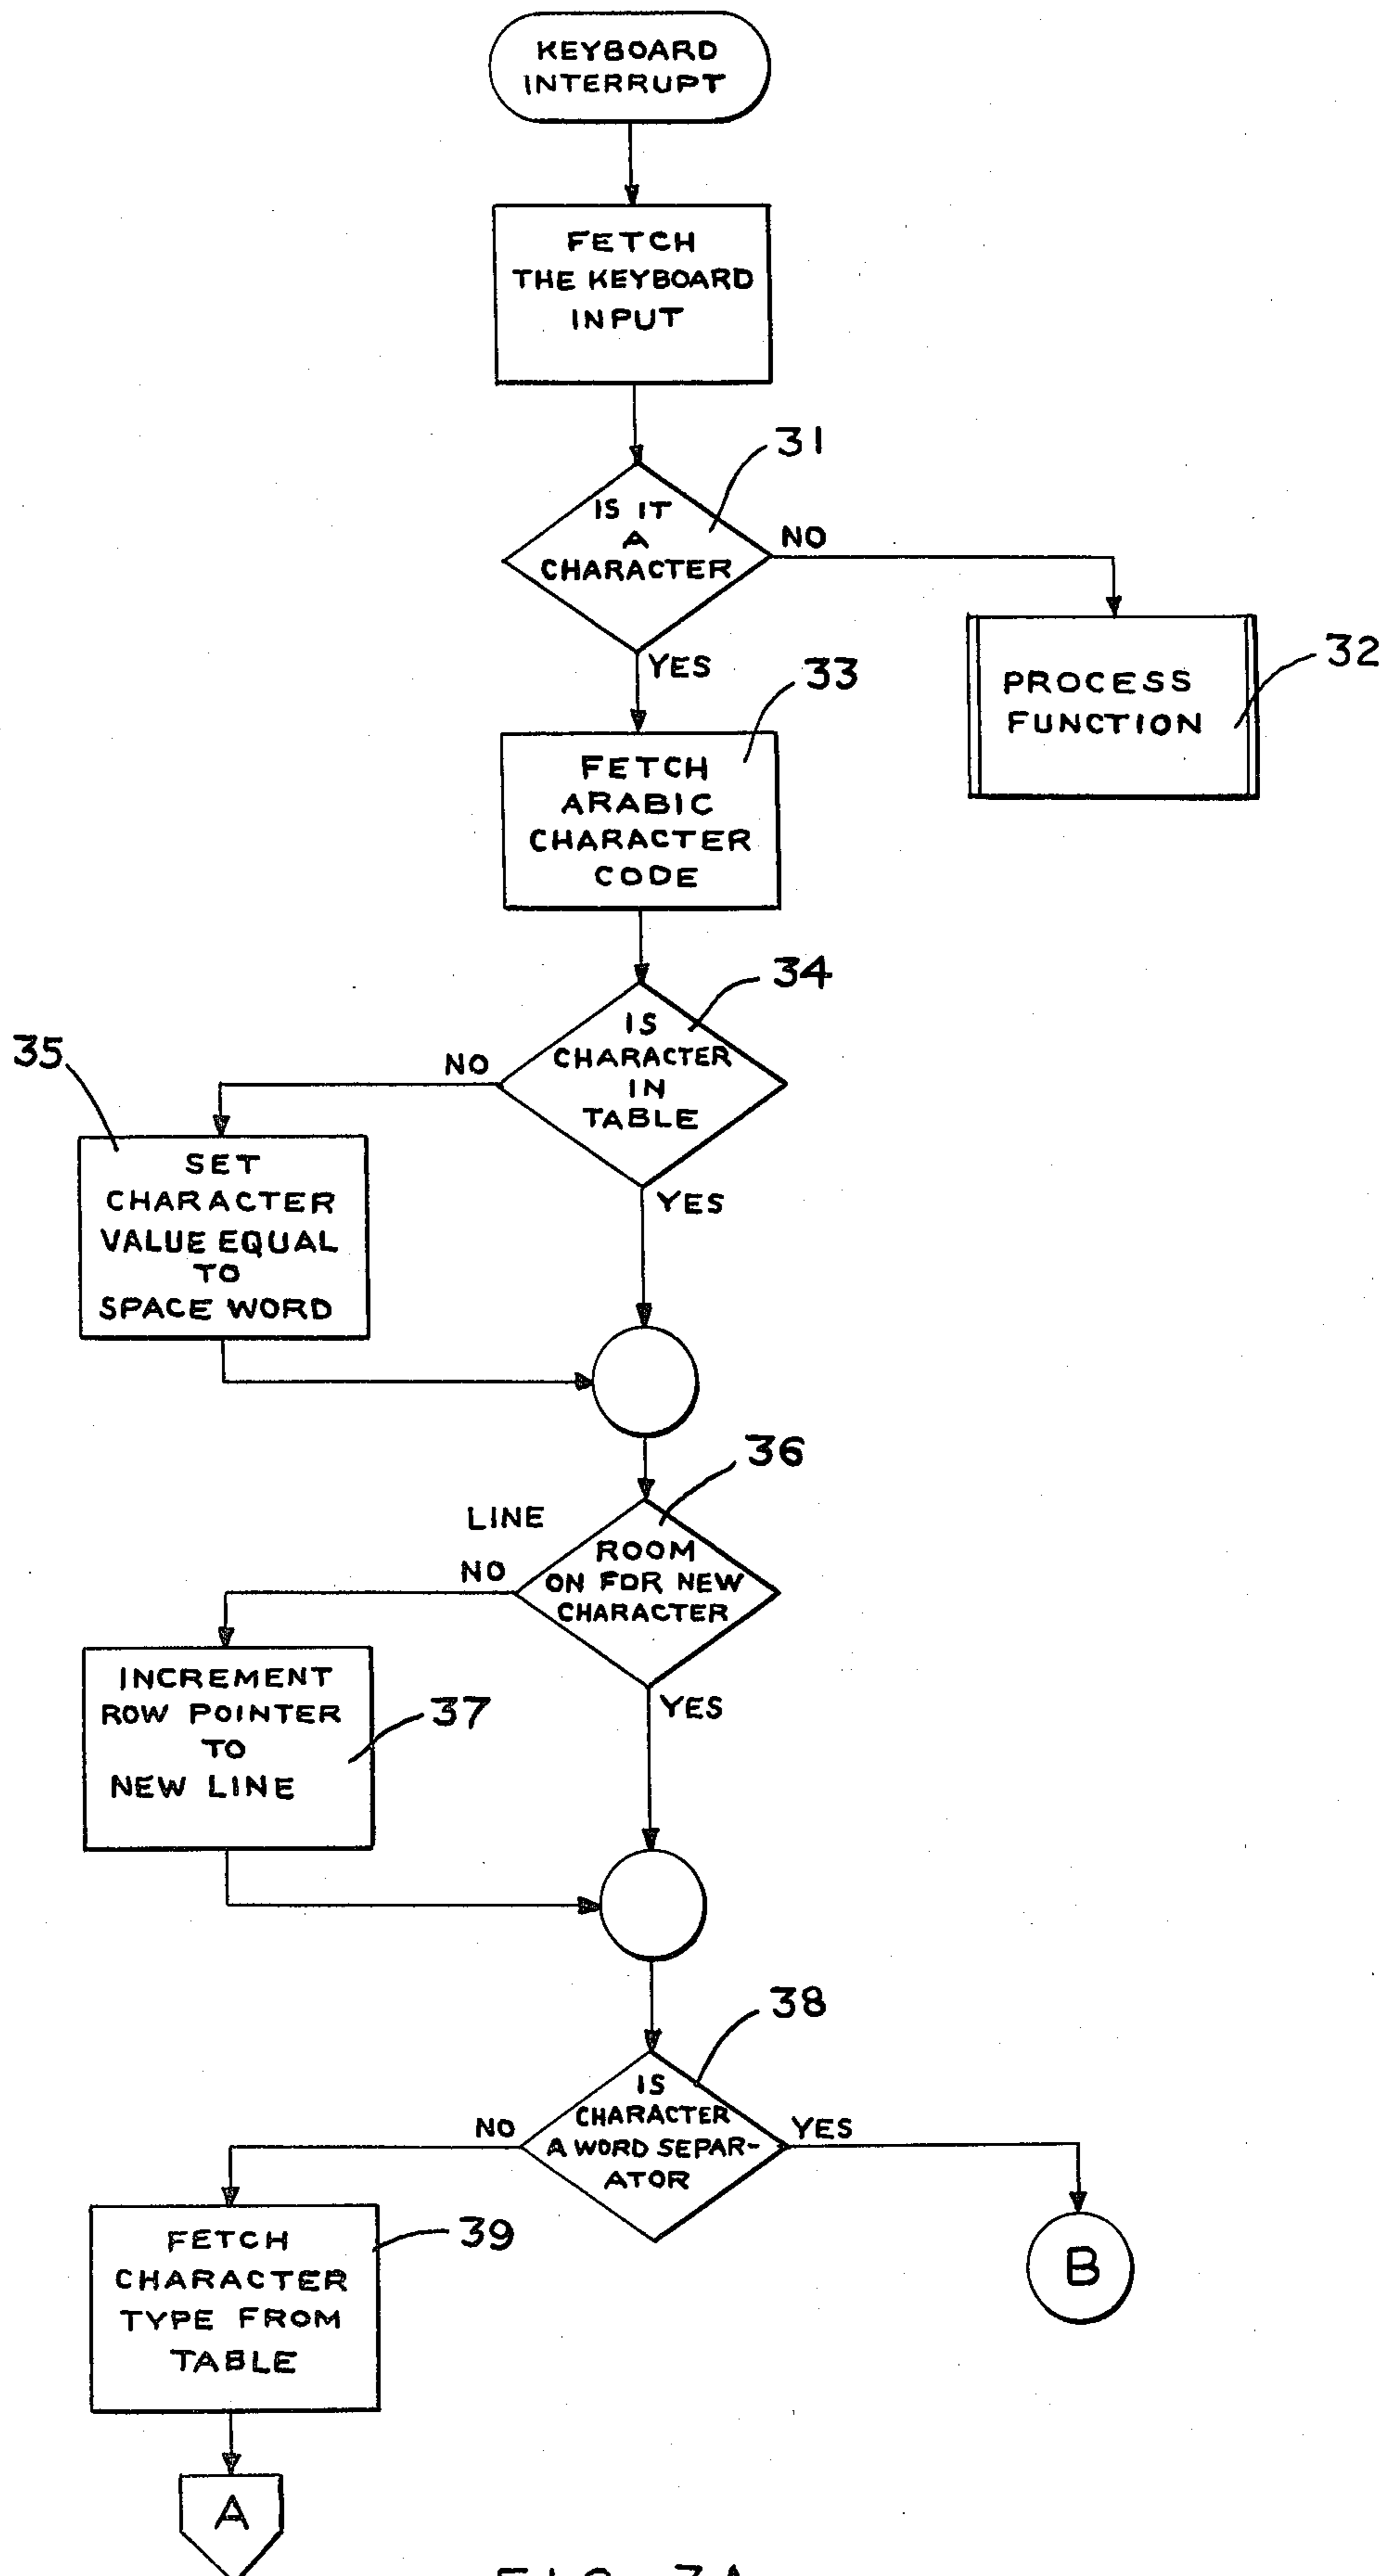 KEYBOARD
INTERRUPT
FETCH
THE KEYBOARD
INPUT
31
IS IT
A
CHARACTER
NO
YES
32
PROCESS
FUNCTION
33
FETCH
ARABIC
CHARACTER
CODE
34
IS
CHARACTER
IN
TABLE
NO
YES
35
SET
CHARACTER
VALUE EQUAL
TO
SPACE WORD
36
LINE
ROOM
ON FOR NEW
CHARACTER
NO
YES
37
INCREMENT
ROW POINTER
TO
NEW LINE
38
IS
CHARACTER
A WORD SEPAR-
ATOR
NO
YES
39
FETCH
CHARACTER
TYPE FROM
TABLE
B
A
FIG. 3A